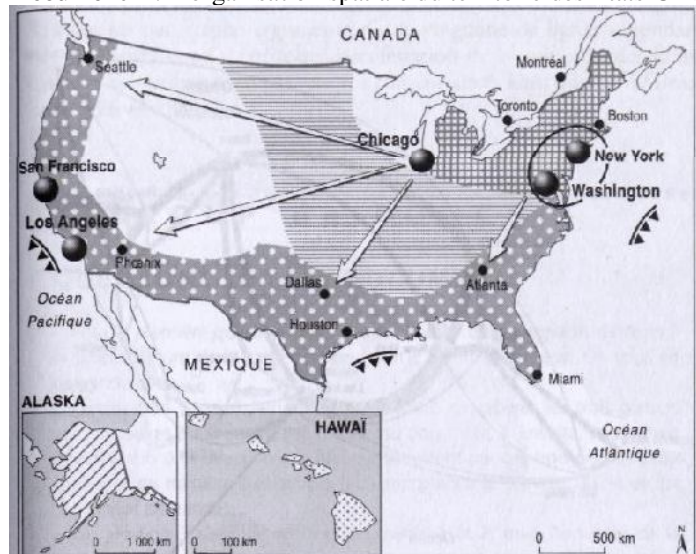 CANADA
Montréal
Seattle
Toronto
Boston
Chicago
New York
San Francisco
Washington
Los Angeles
Phœnix
Dallas
Atlanta
Océan
Pacifique
Houston
MEXIQUE
Miami
ALASKA
HAWAÏ
Océan
Atlantique
0 1 000 km
0 100 km
0 500 km
N